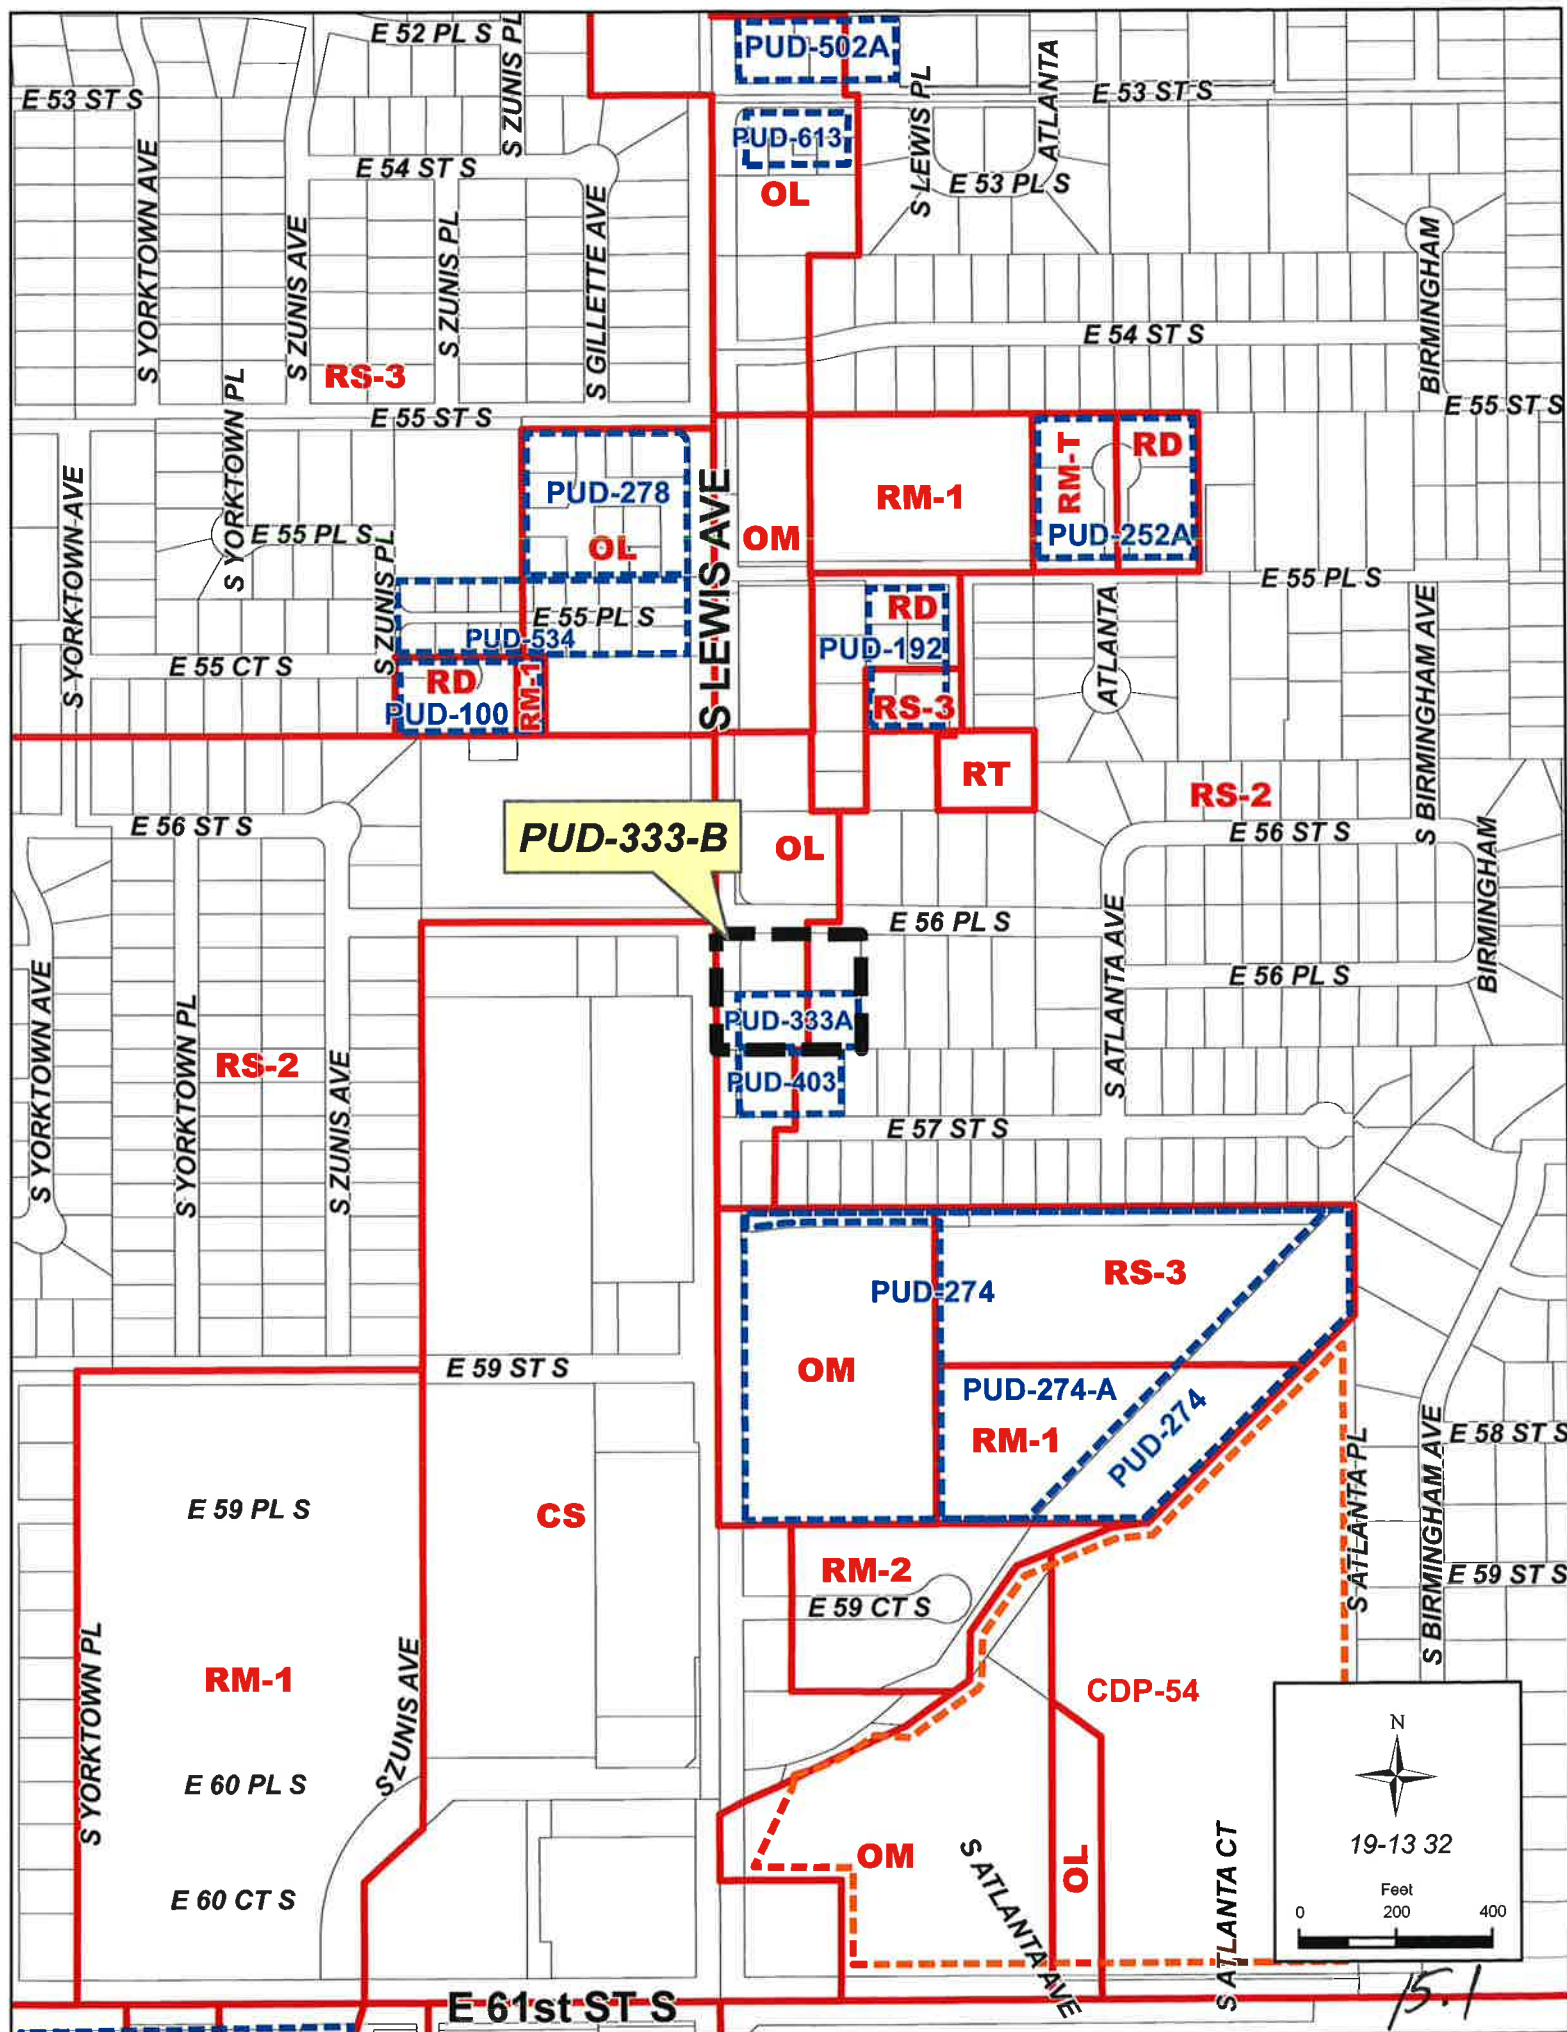 E 52 PL S
S ZUNIS PL
PUD-502A
E 53 ST S
E 53 ST S
S LEWIS PL
ATLANTA
PUD-613
S YORKTOWN AVE
E 54 ST S
E 53 PL S
OL
S ZUNIS AVE
S ZUNIS PL
S GILLETTE AVE
BIRMINGHAM
E 54 ST S
RS-3
S YORKTOWN PL
E 55 ST S
E 55 ST S
RM-T
RD
S YORKTOWN AVE
PUD-278
S LEWIS AVE
RM-1
E 55 PL S
OL
OM
PUD-252A
S ZUNIS PL
E 55 PL S
E 55 PL S
RD
PUD-534
PUD-192
ATLANTA
S BIRMINGHAM AVE
E 55 CT S
RD
RM-1
PUD-100
RS-3
RT
RS-2
E 56 ST S
PUD-333-B
OL
E 56 ST S
BIRMINGHAM
E 56 PL S
S YORKTOWN AVE
S YORKTOWN PL
S ZUNIS AVE
S ATLANTA AVE
E 56 PL S
PUD-333A
RS-2
PUD-403
E 57 ST S
RS-3
PUD-274
E 59 ST S
OM
PUD-274-A
RM-1
PUD-274
S ATLANTA PL
S BIRMINGHAM AVE
E 58 ST S
E 59 PL S
CS
RM-2
E 59 ST S
E 59 CT S
S YORKTOWN PL
RM-1
S ZUNIS AVE
CDP-54
N
E 60 PL S
19-13 32
OM
S ATLANTA AVE
OL
S ATLANTA CT
Feet
0 200 400
E 60 CT S
E 61st ST S
15.1